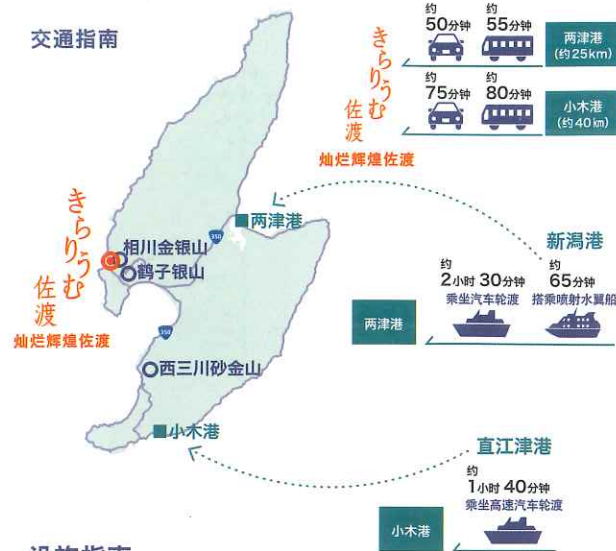 交通指南
きらりうむ
佐渡
灿烂辉煌佐渡
约
50分钟
约
55分钟
两津港
(约25km)
约
75分钟
约
80分钟
小木港
(约40km)
两津港
350
相川金银山
鹤子银山
きらりうむ
佐渡
灿烂辉煌佐渡
350
西三川砂金山
小木港
新潟港
约
2小时 30分钟
乘坐汽车轮渡
约
65分钟
搭乘喷射水翼船
两津港
直江津港
约
1小时 40分钟
乘坐高速汽车轮渡
小木港